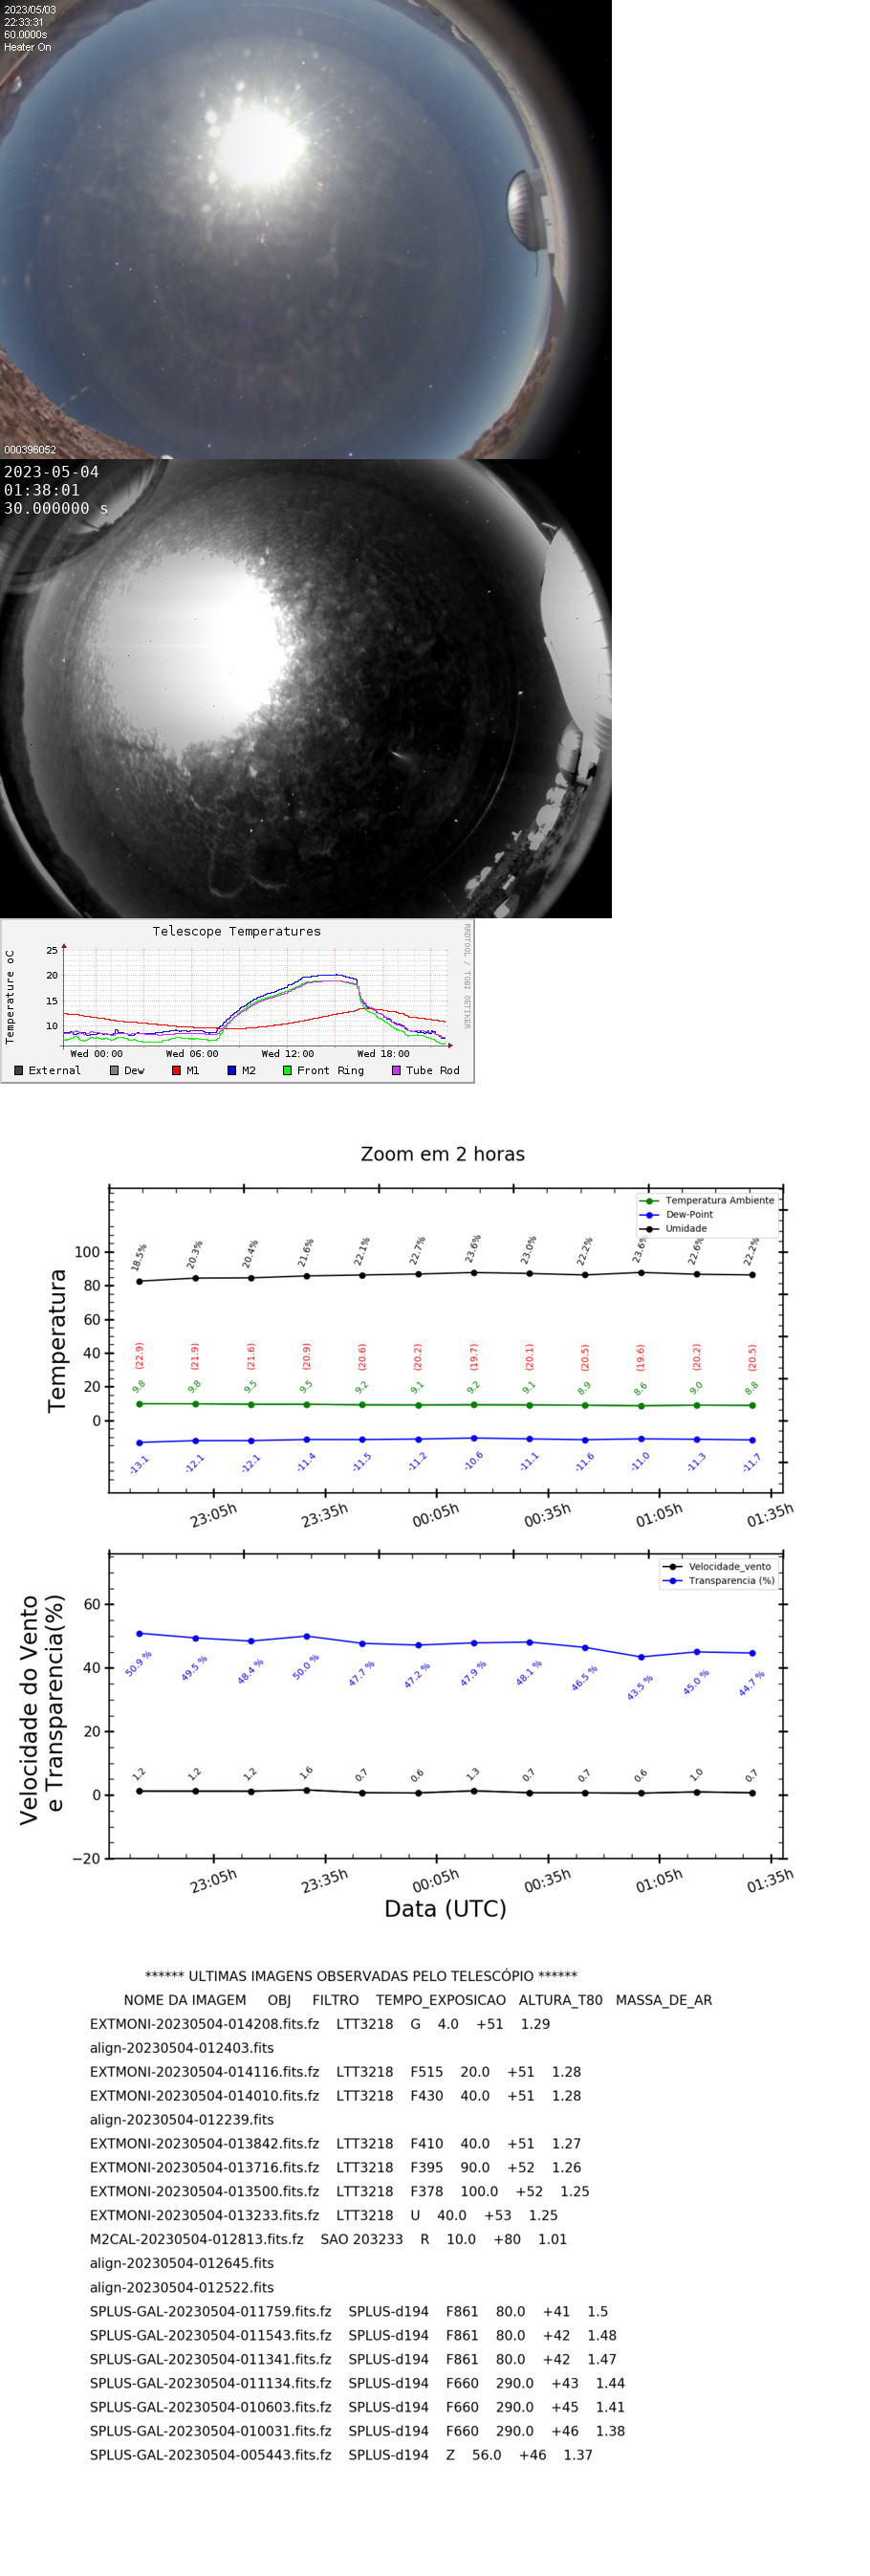 2023/05/03
22:33:31
60.0000s
Heater On
000396052
2023-05-04
01:38:01
30.000000 s
Telescope Temperatures
RRDTOOL / TOBI OETIKER
Temperature oC
25
20
15
10
Wed 00:00 Wed 06:00 Wed 12:00 Wed 18:00
External Dew M1 M2 Front Ring Tube Rod
Zoom em 2 horas
Temperatura Ambiente
Dew-Point
Umidade
Temperatura
100
80
60
40
20
0
18.5% 20.3% 20.4% 21.6% 22.1% 22.7% 23.6% 23.0% 22.2% 23.6% 22.6% 22.2%
(22.9) (21.9) (21.6) (20.9) (20.6) (20.2) (19.7) (20.1) (20.5) (19.6) (20.2) (20.5)
9.8 9.8 9.5 9.5 9.2 9.1 9.2 9.1 8.9 8.6 9.0 8.8
-13.1 -12.1 -12.1 -11.4 -11.5 -11.2 -10.6 -11.1 -11.6 -11.0 -11.3 -11.7
23:05h 23:35h 00:05h 00:35h 01:05h 01:35h
Velocidade_vento
Transparencia (%)
Velocidade do Vento
e Transparencia(%)
60
40
20
0
−20
50.9 % 49.5 % 48.4 % 50.0 % 47.7 % 47.2 % 47.9 % 48.1 % 46.5 % 43.5 % 45.0 % 44.7 %
1.2 1.2 1.2 1.6 0.7 0.6 1.3 0.7 0.7 0.6 1.0 0.7
23:05h 23:35h 00:05h 00:35h 01:05h 01:35h
Data (UTC)
****** ULTIMAS IMAGENS OBSERVADAS PELO TELESCÓPIO ******
NOME DA IMAGEM OBJ FILTRO TEMPO_EXPOSICAO ALTURA_T80 MASSA_DE_AR
EXTMONI-20230504-014208.fits.fz LTT3218 G 4.0 +51 1.29
align-20230504-012403.fits
EXTMONI-20230504-014116.fits.fz LTT3218 F515 20.0 +51 1.28
EXTMONI-20230504-014010.fits.fz LTT3218 F430 40.0 +51 1.28
align-20230504-012239.fits
EXTMONI-20230504-013842.fits.fz LTT3218 F410 40.0 +51 1.27
EXTMONI-20230504-013716.fits.fz LTT3218 F395 90.0 +52 1.26
EXTMONI-20230504-013500.fits.fz LTT3218 F378 100.0 +52 1.25
EXTMONI-20230504-013233.fits.fz LTT3218 U 40.0 +53 1.25
M2CAL-20230504-012813.fits.fz SAO 203233 R 10.0 +80 1.01
align-20230504-012645.fits
align-20230504-012522.fits
SPLUS-GAL-20230504-011759.fits.fz SPLUS-d194 F861 80.0 +41 1.5
SPLUS-GAL-20230504-011543.fits.fz SPLUS-d194 F861 80.0 +42 1.48
SPLUS-GAL-20230504-011341.fits.fz SPLUS-d194 F861 80.0 +42 1.47
SPLUS-GAL-20230504-011134.fits.fz SPLUS-d194 F660 290.0 +43 1.44
SPLUS-GAL-20230504-010603.fits.fz SPLUS-d194 F660 290.0 +45 1.41
SPLUS-GAL-20230504-010031.fits.fz SPLUS-d194 F660 290.0 +46 1.38
SPLUS-GAL-20230504-005443.fits.fz SPLUS-d194 Z 56.0 +46 1.37